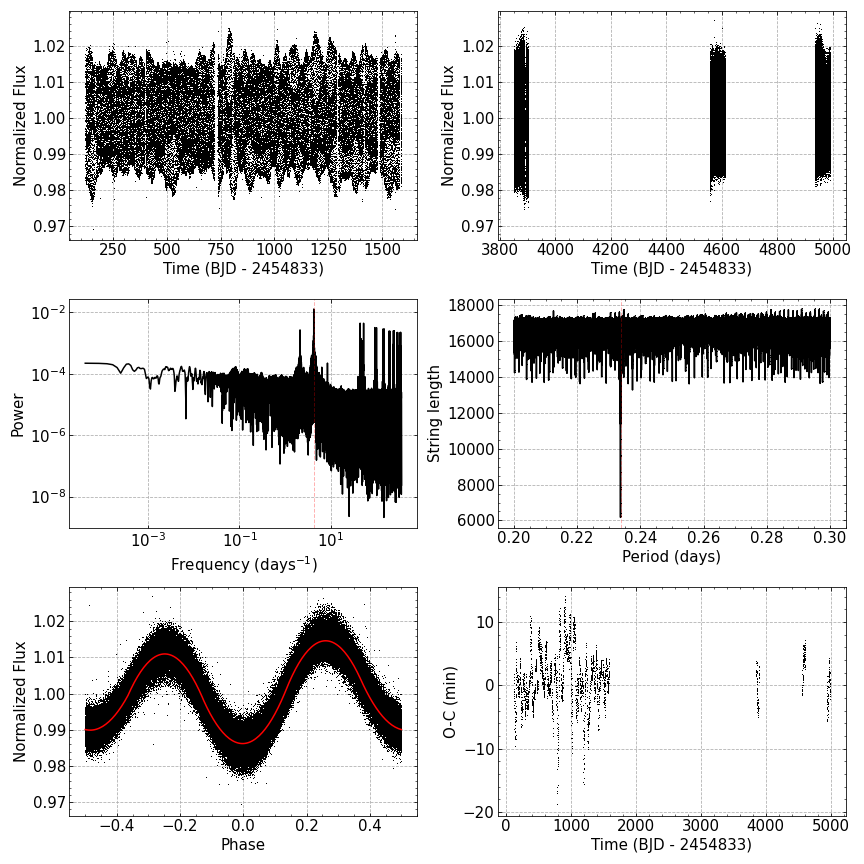 1.02
1.01
1.00
0.99
0.98
0.97
Normalized Flux
250 500 750 1000 1250 1500
Time (BJD - 2454833)
1.02
1.01
1.00
0.99
0.98
0.97
Normalized Flux
3800 4000 4200 4400 4600 4800 5000
Time (BJD - 2454833)
10⁻²
10⁻⁴
10⁻⁶
10⁻⁸
Power
10⁻³ 10⁻¹ 10¹
Frequency (days⁻¹)
18000
16000
14000
12000
10000
8000
6000
String length
0.20 0.22 0.24 0.26 0.28 0.30
Period (days)
1.02
1.01
1.00
0.99
0.98
0.97
Normalized Flux
−0.4 −0.2 0.0 0.2 0.4
Phase
10
0
−10
−20
O-C (min)
0 1000 2000 3000 4000 5000
Time (BJD - 2454833)